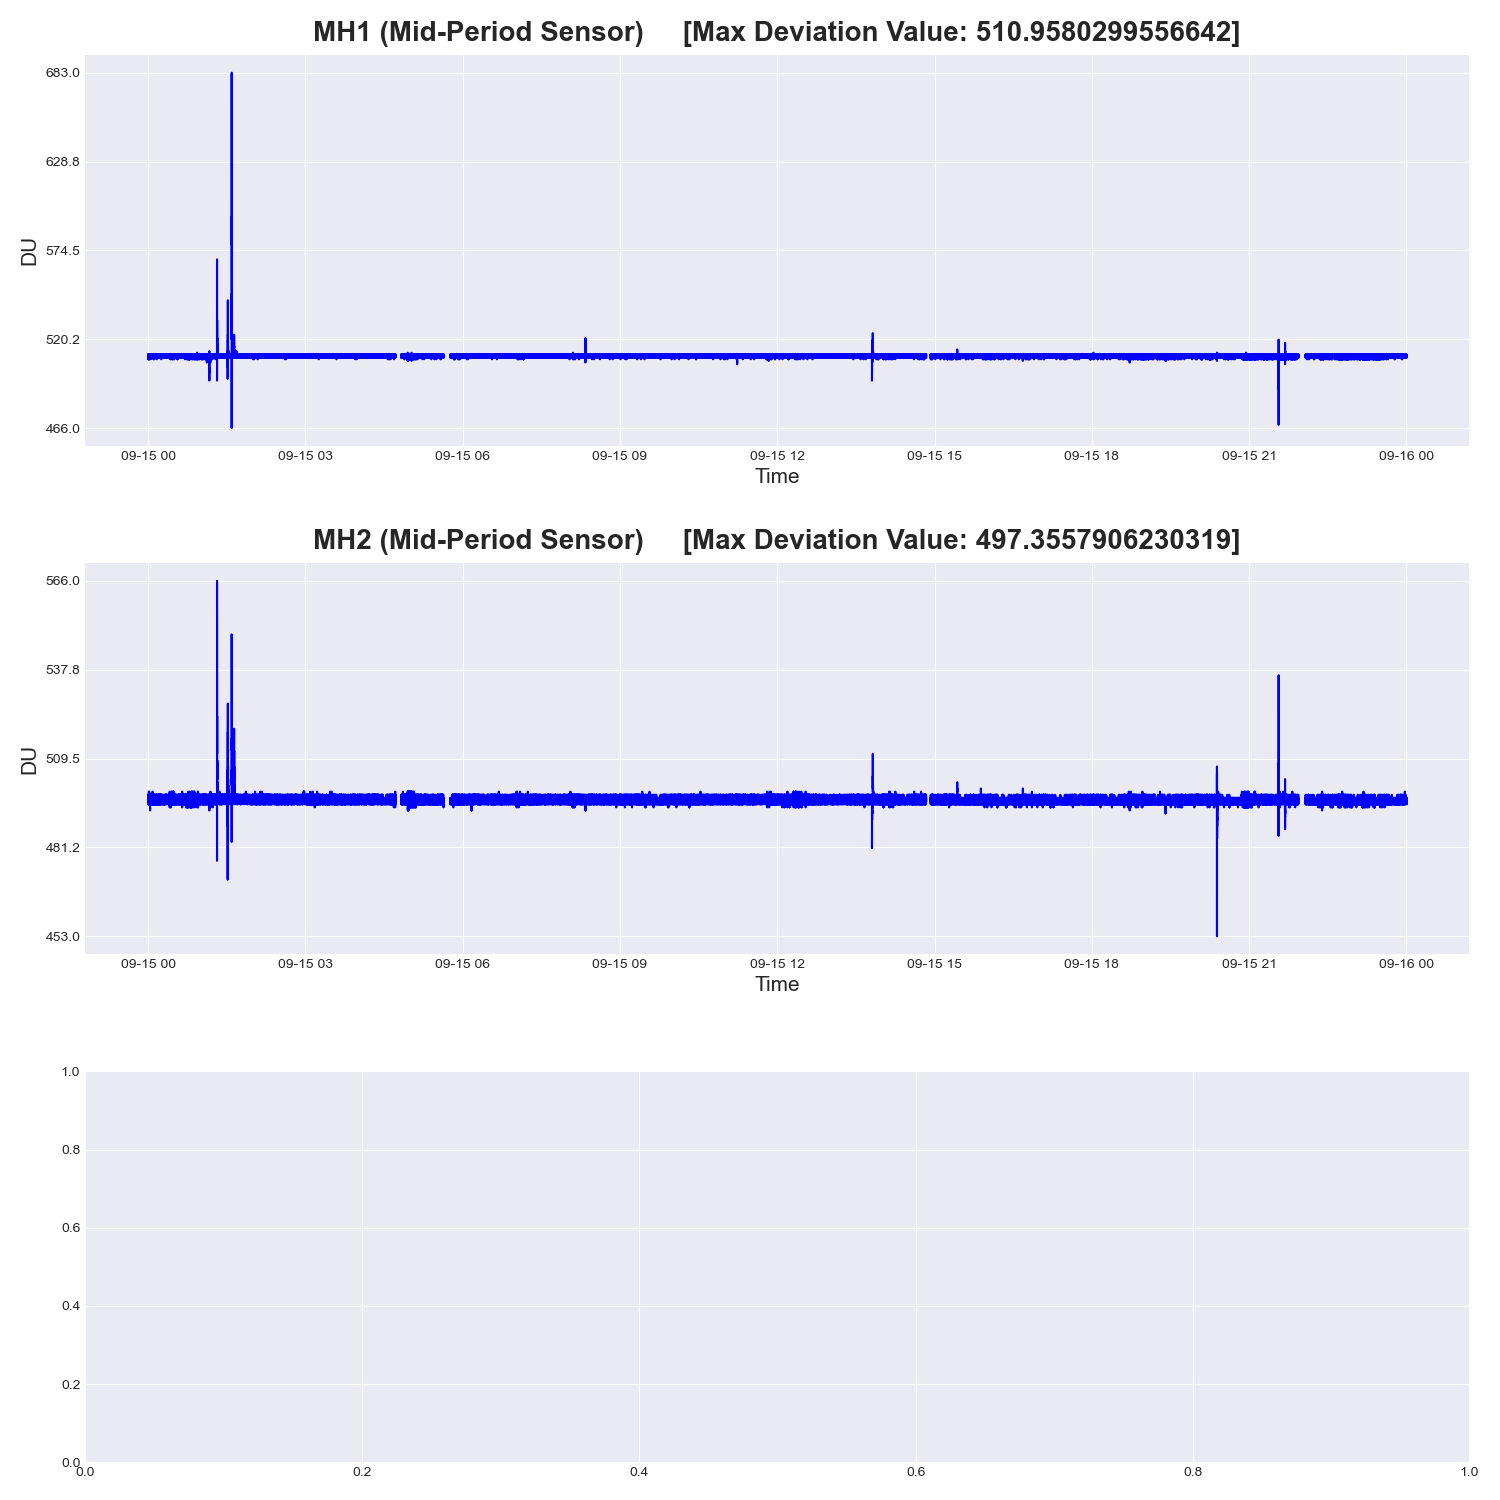 MH1 (Mid-Period Sensor)     [Max Deviation Value: 510.9580299556642]
683.0
628.8
574.5
520.2
466.0
DU
09-15 00 09-15 03 09-15 06 09-15 09 09-15 12 09-15 15 09-15 18 09-15 21 09-16 00
Time
MH2 (Mid-Period Sensor)     [Max Deviation Value: 497.3557906230319]
566.0
537.8
509.5
481.2
453.0
DU
09-15 00 09-15 03 09-15 06 09-15 09 09-15 12 09-15 15 09-15 18 09-15 21 09-16 00
Time
1.0
0.8
0.6
0.4
0.2
0.0
0.0 0.2 0.4 0.6 0.8 1.0